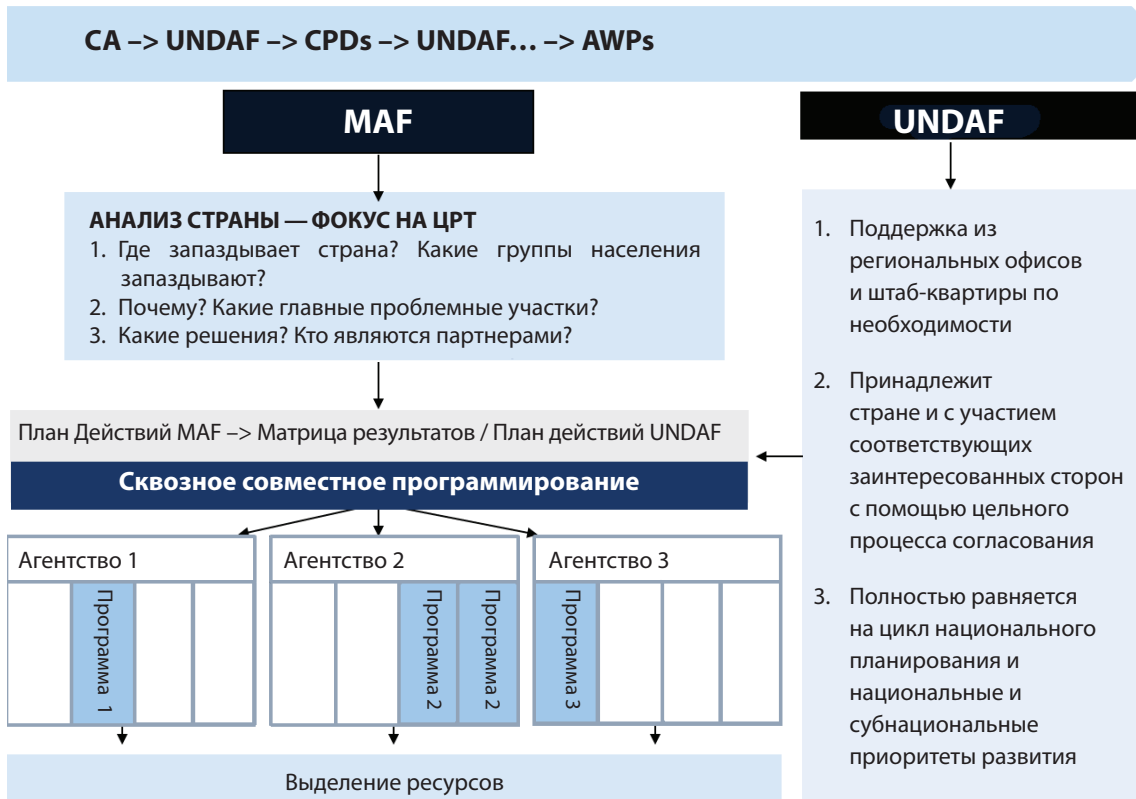 CA –> UNDAF –> CPDs –> UNDAF… –> AWPs
MAF
АНАЛИЗ СТРАНЫ — ФОКУС НА ЦРТ
1. Где запаздывает страна? Какие группы населения
запаздывают?
2. Почему? Какие главные проблемные участки?
3. Какие решения? Кто являются партнерами?
План Действий MAF –> Матрица результатов / План действий UNDAF
Сквозное совместное программирование
Агентство 1
Программа 1
Агентство 2
Программа 2
Программа 2
Агентство 3
Программа 3
Выделение ресурсов
UNDAF
1. Поддержка из
региональных офисов
и штаб-квартиры по
необходимости
2. Принадлежит
стране и с участием
соответствующих
заинтересованных сторон
с помощью цельного
процесса согласования
3. Полностью равняется
на цикл национального
планирования и
национальные и
субнациональные
приоритеты развития